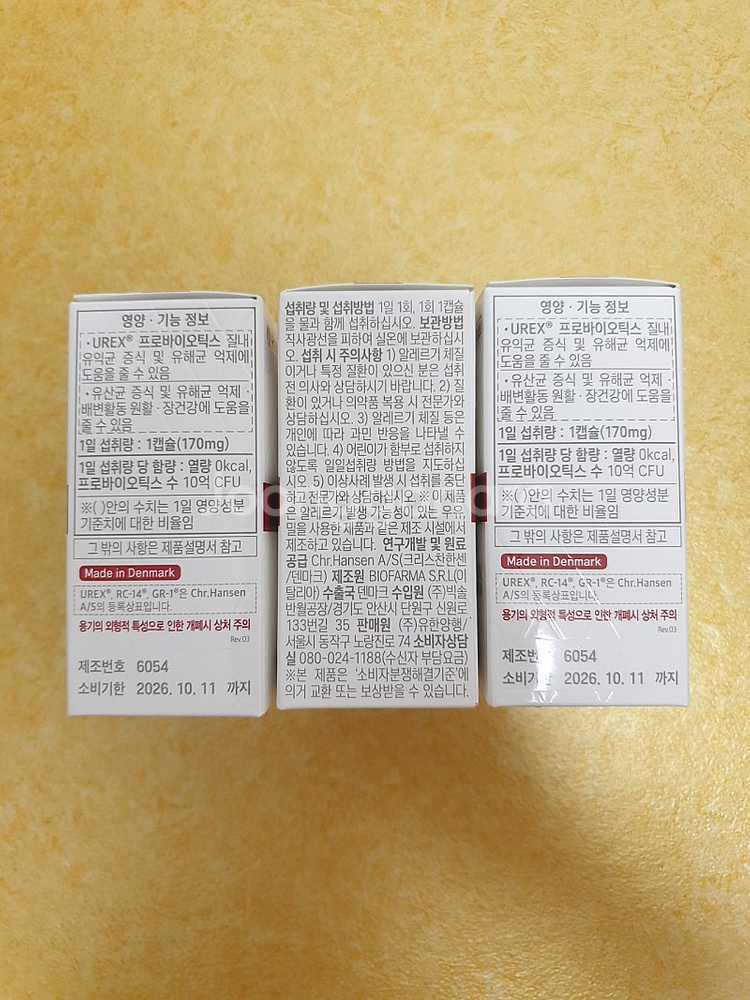 영양 · 기능 정보
• UREX® 프로바이오틱스 질내
유익균 증식 및 유해균 억제에
도움을 줄 수 있음
• 유산균 증식 및 유해균 억제 ·
배변활동 원활 · 장건강에 도움을
줄 수 있음
1일 섭취량 : 1캡슐(170mg)
1일 섭취량 당 함량 : 열량 0kcal,
프로바이오틱스 수 10억 CFU
※( )안의 수치는 1일 영양성분
기준치에 대한 비율임
그 밖의 사항은 제품설명서 참고
Made in Denmark
UREX®, RC-14®, GR-1®은 Chr.Hansen
A/S의 등록상표입니다.
용기의 외형적 특성으로 인한 개폐시 상처 주의
Rev.03
제조번호 6054
소비기한 2026. 10. 11 까지
섭취량 및 섭취방법 1일 1회, 1회 1캡슐
을 물과 함께 섭취하십시오. 보관방법
직사광선을 피하여 실온에 보관하십시
오. 섭취 시 주의사항 1) 알레르기 체질
이거나 특정 질환이 있으신 분은 섭취
전 의사와 상담하시기 바랍니다. 2) 질
환이 있거나 의약품 복용 시 전문가와
상담하십시오. 3) 알레르기 체질 등은
개인에 따라 과민 반응을 나타낼 수
있습니다. 4) 어린이가 함부로 섭취하지
않도록 일일섭취량 방법을 지도하십
시오. 5) 이상사례 발생 시 섭취를 중단
하고 전문가와 상담하십시오. ※ 이 제품
은 알레르기 발생 가능성이 있는 우유,
밀을 사용한 제품과 같은 제조 시설에서
제조하고 있습니다. 연구개발 및 원료
공급 Chr.Hansen A/S(크리스찬한센
/덴마크) 제조원 BIOFARMA S.R.L(이
탈리아) 수출국 덴마크 수입원 (주)빅솔
반월공장/경기도 안산시 단원구 신원로
133번길 35 판매원 (주)유한양행/
서울시 동작구 노량진로 74 소비자상담
실 080-024-1188(수신자 부담요금)
※본 제품은 '소비자분쟁해결기준'에
의거 교환 또는 보상받을 수 있습니다.
영양 · 기능 정보
• UREX® 프로바이오틱스 질내
유익균 증식 및 유해균 억제에
도움을 줄 수 있음
• 유산균 증식 및 유해균 억제 ·
배변활동 원활 · 장건강에 도움을
줄 수 있음
1일 섭취량 : 1캡슐(170mg)
1일 섭취량 당 함량 : 열량 0kcal,
프로바이오틱스 수 10억 CFU
※( )안의 수치는 1일 영양성분
기준치에 대한 비율임
그 밖의 사항은 제품설명서 참고
Made in Denmark
UREX®, RC-14®, GR-1®은 Chr.Hansen
A/S의 등록상표입니다.
용기의 외형적 특성으로 인한 개폐시 상처 주의
Rev.03
제조번호 6054
소비기한 2026. 10. 11 까지